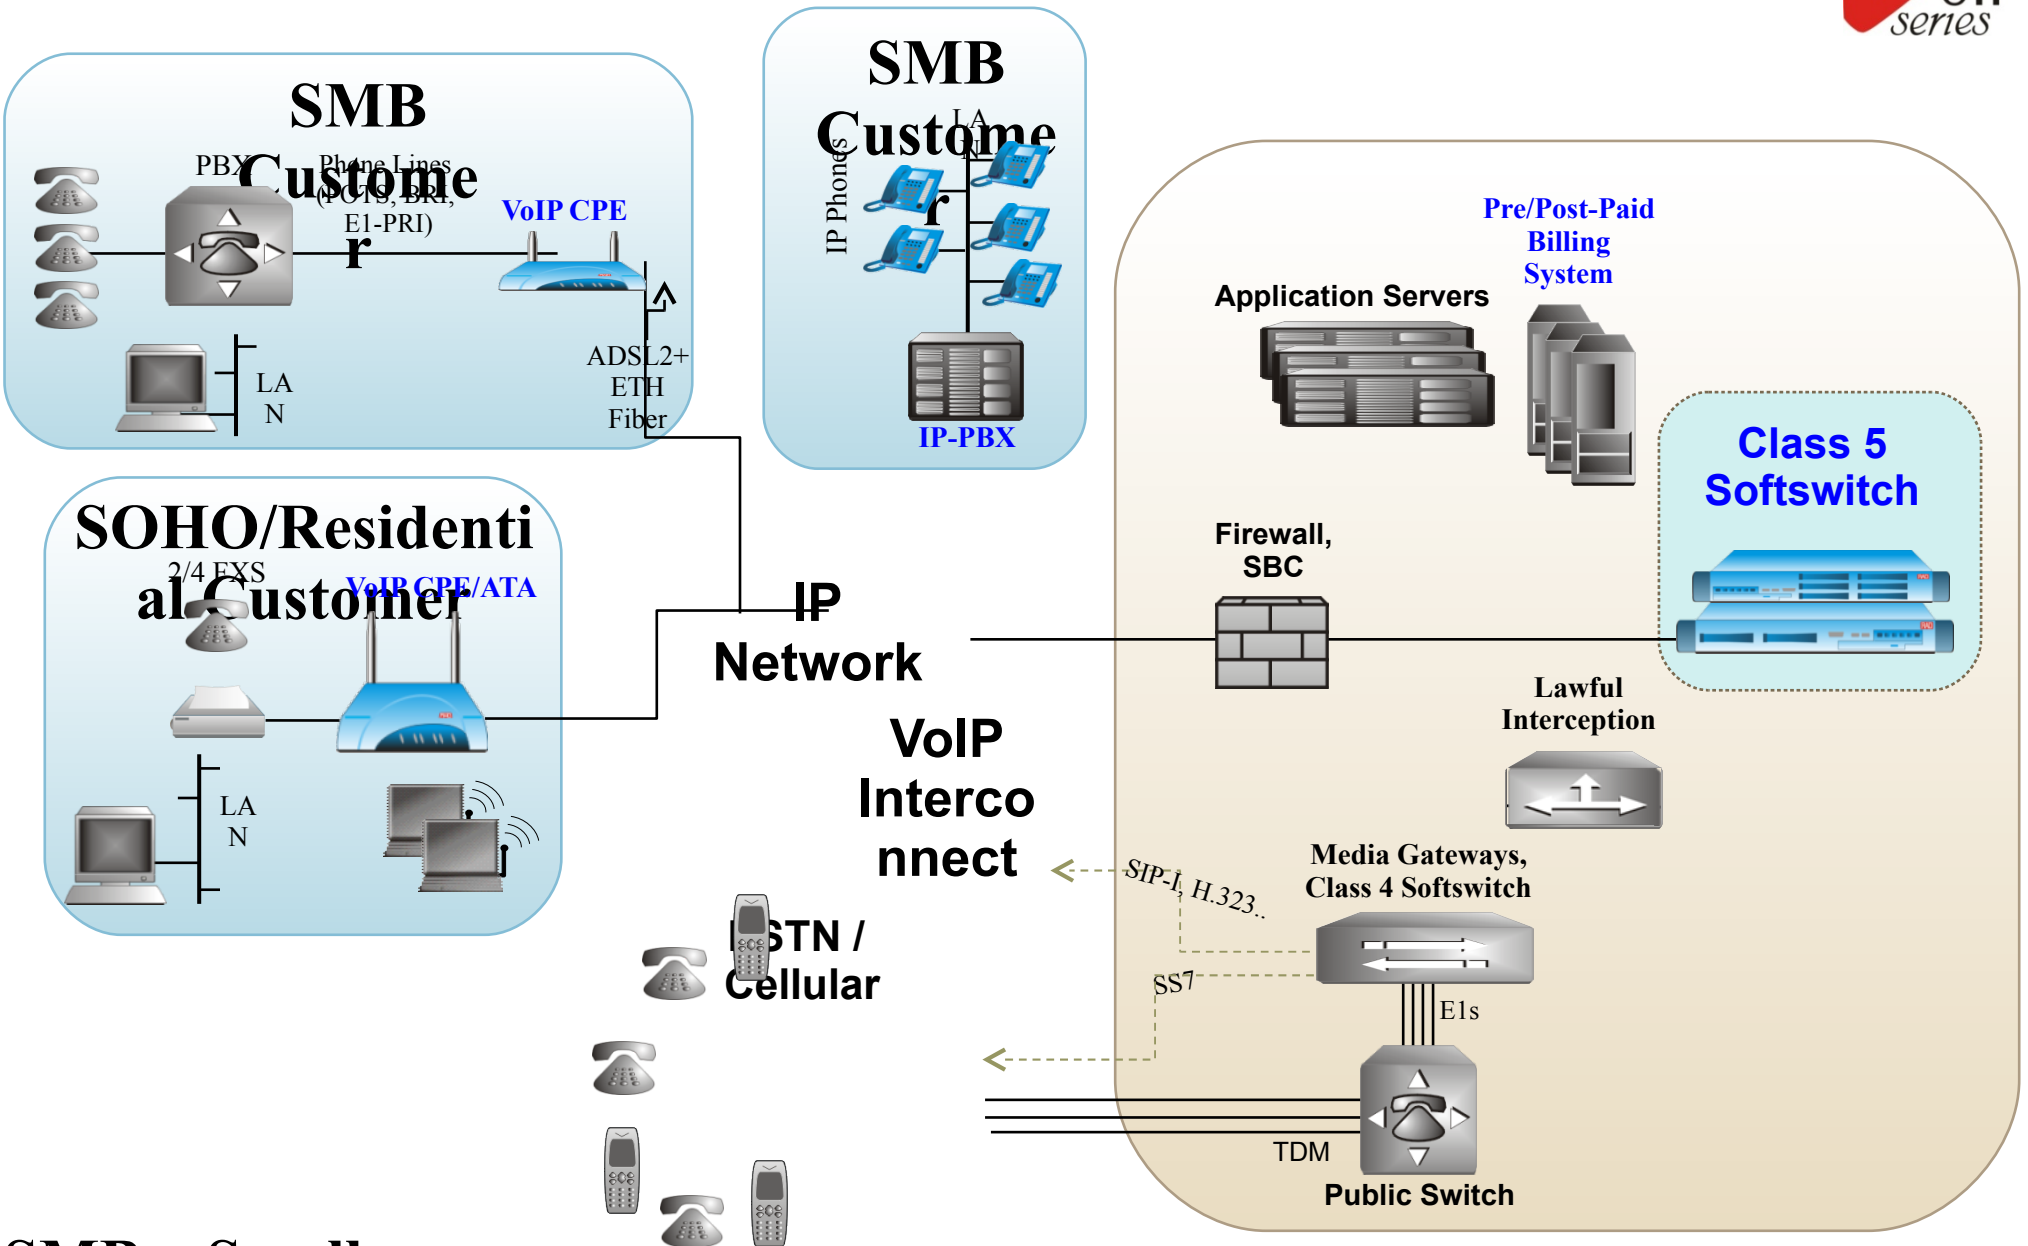 series
SMB
Custome
r
PBX
Phone Lines
(POTS, BRI,
E1-PRI)
VoIP CPE
ADSL2+
ETH
Fiber
LA
N
SMB
Custome
r
LA
N
IP Phones
IP-PBX
SOHO/Residenti
al Customer
2/4 FXS
VoIP CPE/ATA
LA
N
IP
Network
VoIP
Interco
nnect
PSTN /
Cellular
Pre/Post-Paid
Billing
System
Application Servers
Class 5
Softswitch
Firewall,
SBC
Lawful
Interception
Media Gateways,
Class 4 Softswitch
SIP-I, H.323..
SS7
E1s
TDM
Public Switch